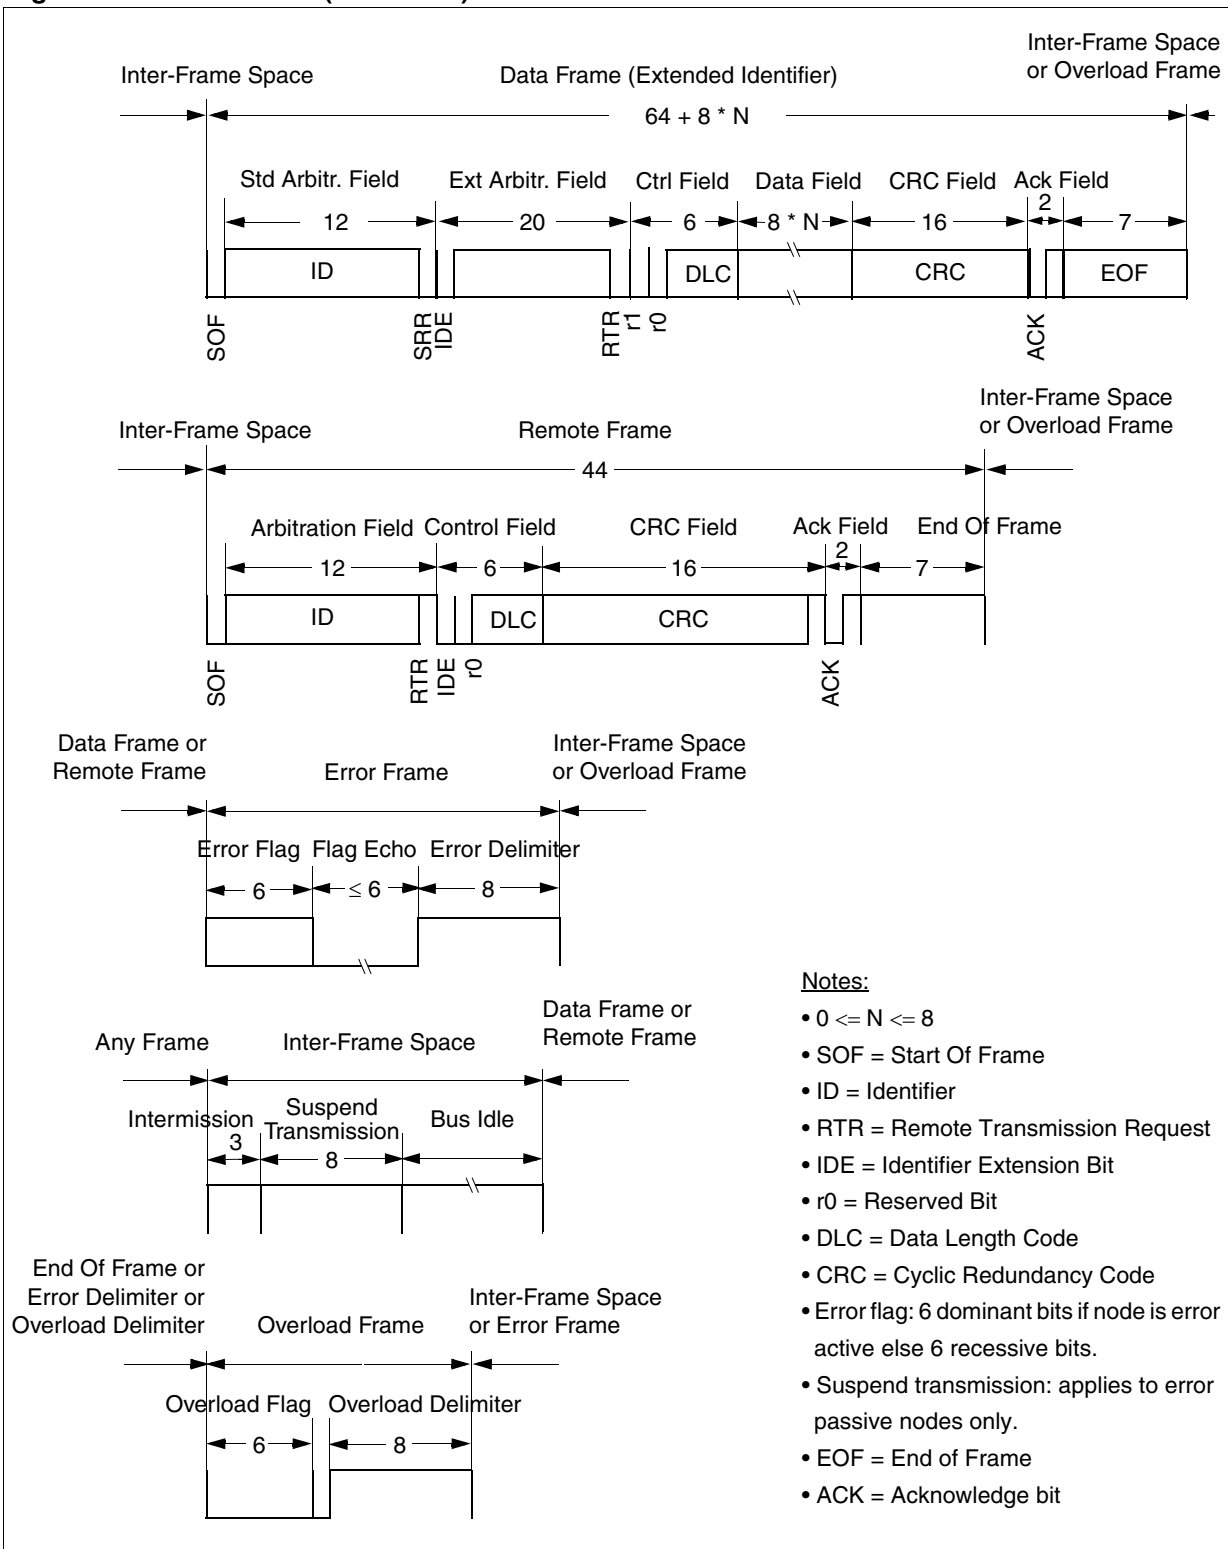 Inter-Frame Space
Data Frame (Extended Identifier)
Inter-Frame Space
or Overload Frame
64 + 8 * N
Std Arbitr. Field
Ext Arbitr. Field
Ctrl Field
Data Field
CRC Field
Ack Field
12
20
6
8 * N
16
2
7
ID
DLC
CRC
EOF
SOF
SRR
IDE
RTR
r1
r0
ACK
Inter-Frame Space
Remote Frame
Inter-Frame Space
or Overload Frame
44
Arbitration Field
Control Field
CRC Field
Ack Field
End Of Frame
12
6
16
2
7
ID
DLC
CRC
SOF
RTR
IDE
r0
ACK
Data Frame or
Remote Frame
Error Frame
Inter-Frame Space
or Overload Frame
Error Flag
Flag Echo
Error Delimiter
6
≤ 6
8
Any Frame
Inter-Frame Space
Data Frame or
Remote Frame
Intermission
Suspend
Transmission
Bus Idle
3
8
End Of Frame or
Error Delimiter or
Overload Delimiter
Overload Frame
Inter-Frame Space
or Error Frame
Overload Flag
Overload Delimiter
6
8
Notes:
• 0 <= N <= 8
• SOF = Start Of Frame
• ID = Identifier
• RTR = Remote Transmission Request
• IDE = Identifier Extension Bit
• r0 = Reserved Bit
• DLC = Data Length Code
• CRC = Cyclic Redundancy Code
• Error flag: 6 dominant bits if node is error
active else 6 recessive bits.
• Suspend transmission: applies to error
passive nodes only.
• EOF = End of Frame
• ACK = Acknowledge bit